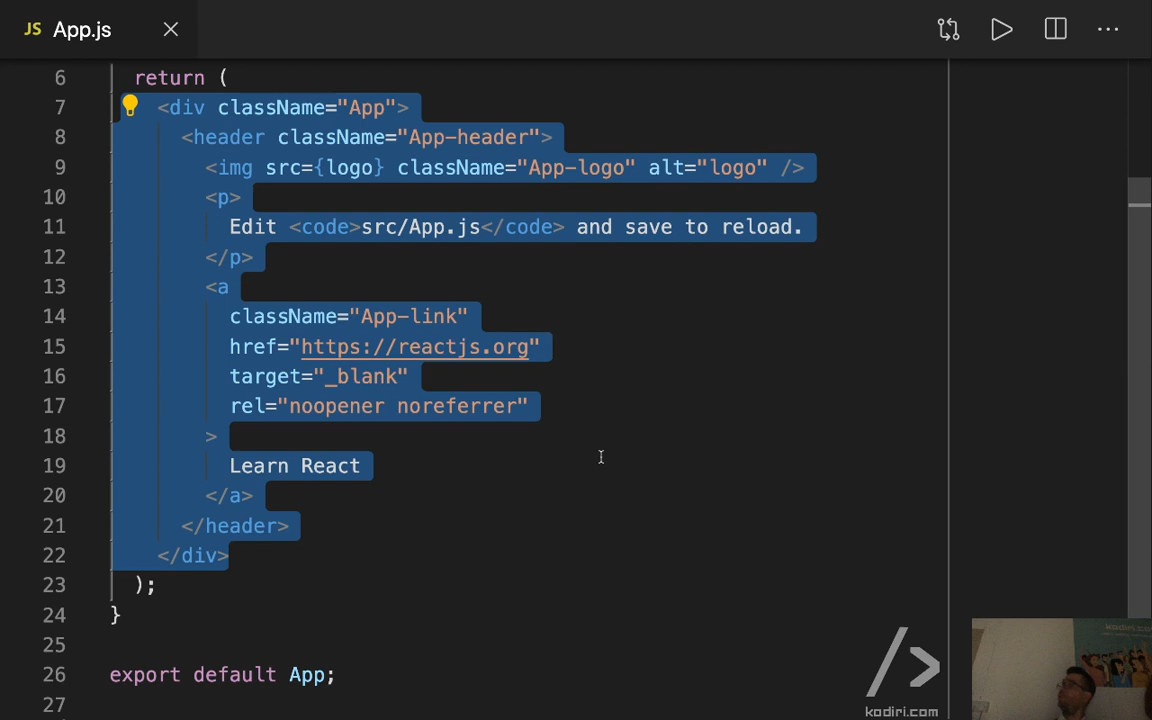 JS App.js
6 return (
7 <div className="App">
8 <header className="App-header">
9 <img src={logo} className="App-logo" alt="logo" />
10 <p>
11 Edit <code>src/App.js</code> and save to reload.
12 </p>
13 <a
14 className="App-link"
15 href="https://reactjs.org"
16 target="_blank"
17 rel="noopener noreferrer"
18 >
19 Learn React
20 </a>
21 </header>
22 </div>
23 );
24 }
25
26 export default App;
27
/>
kodiri.com
kodiri.com